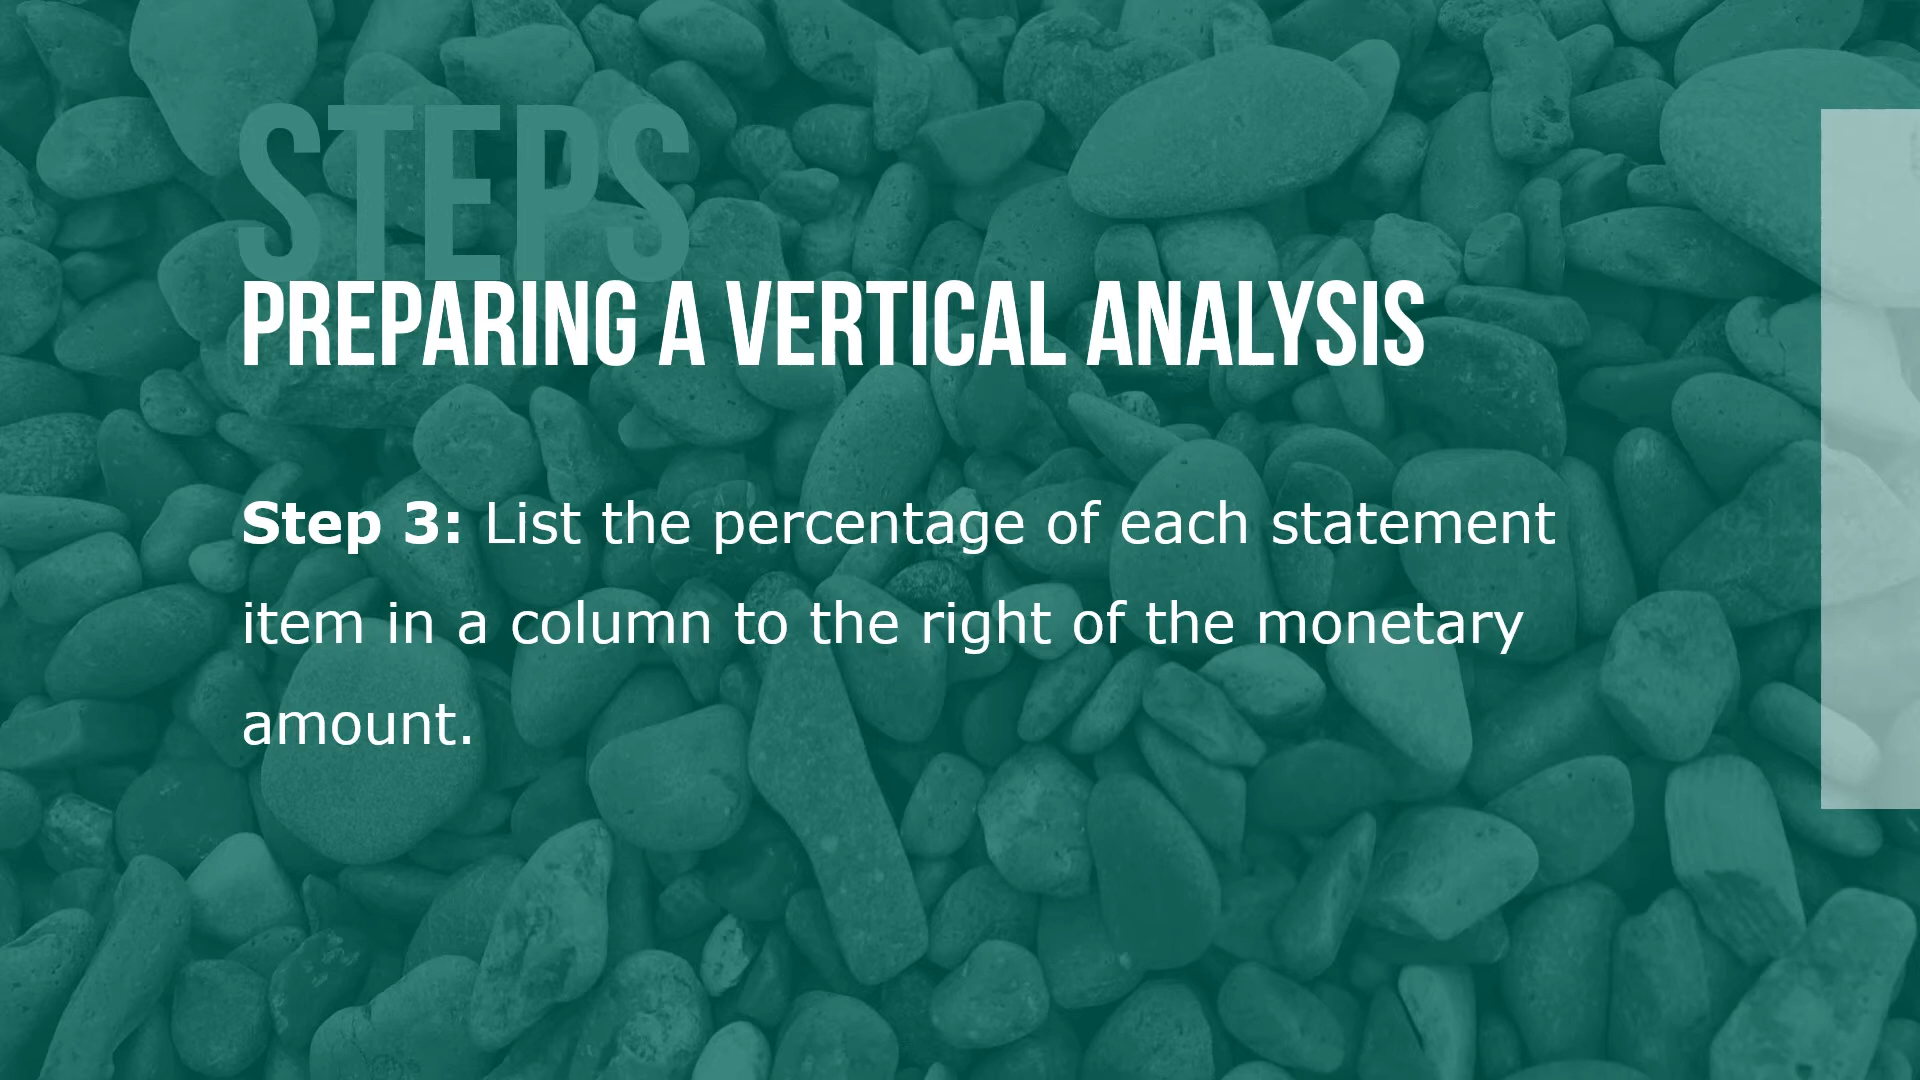 STEPS
PREPARING A VERTICAL ANALYSIS
Step 3: List the percentage of each statement
item in a column to the right of the monetary
amount.